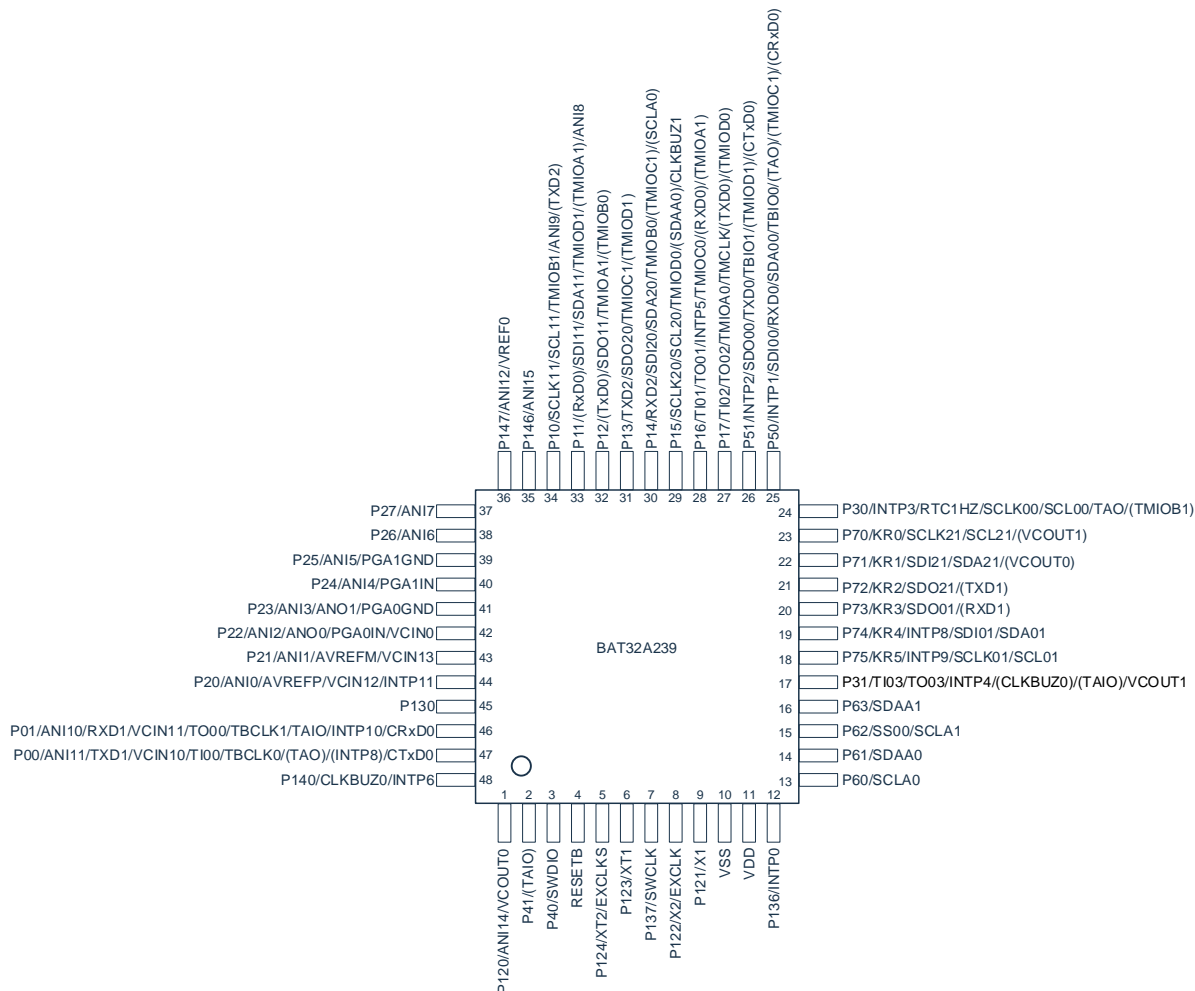 P147/ANI12/VREF0
P146/ANI15
P10/SCLK11/SCL11/TMIOB1/ANI9/(TXD2)
P11/(RxD0)/SDI11/SDA11/TMIOD1/(TMIOA1)/ANI8
P12/(TxD0)/SDO11/TMIOA1/(TMIOB0)
P13/TXD2/SDO20/TMIOC1/(TMIOD1)
P14/RXD2/SDI20/SDA20/TMIOB0/(TMIOC1)/(SCLA0)
P15/SCLK20/SCL20/TMIOD0/(SDAA0)/CLKBUZ1
P16/TI01/TO01/INTP5/TMIOC0/(RXD0)/(TMIOA1)
P17/TI02/TO02/TMIOA0/TMCLK/(TXD0)/(TMIOD0)
P51/INTP2/SDO00/TXD0/TBIO1/(TMIOD1)/(CTxD0)
P50/INTP1/SDI00/RXD0/SDA00/TBIO0/(TAO)/(TMIOC1)/(CRxD0)
36 35 34 33 32 31 30 29 28 27 26 25
P27/ANI7 37
P26/ANI6 38
P25/ANI5/PGA1GND 39
P24/ANI4/PGA1IN 40
P23/ANI3/ANO1/PGA0GND 41
P22/ANI2/ANO0/PGA0IN/VCIN0 42
P21/ANI1/AVREFM/VCIN13 43
P20/ANI0/AVREFP/VCIN12/INTP11 44
P130 45
P01/ANI10/RXD1/VCIN11/TO00/TBCLK1/TAIO/INTP10/CRxD0 46
P00/ANI11/TXD1/VCIN10/TI00/TBCLK0/(TAO)/(INTP8)/CTxD0 47
P140/CLKBUZ0/INTP6 48
BAT32A239
24 P30/INTP3/RTC1HZ/SCLK00/SCL00/TAO/(TMIOB1)
23 P70/KR0/SCLK21/SCL21/(VCOUT1)
22 P71/KR1/SDI21/SDA21/(VCOUT0)
21 P72/KR2/SDO21/(TXD1)
20 P73/KR3/SDO01/(RXD1)
19 P74/KR4/INTP8/SDI01/SDA01
18 P75/KR5/INTP9/SCLK01/SCL01
17 P31/TI03/TO03/INTP4/(CLKBUZ0)/(TAIO)/VCOUT1
16 P63/SDAA1
15 P62/SS00/SCLA1
14 P61/SDAA0
13 P60/SCLA0
1 2 3 4 5 6 7 8 9 10 11 12
P120/ANI14/VCOUT0
P41/(TAIO)
P40/SWDIO
RESETB
P124/XT2/EXCLKS
P123/XT1
P137/SWCLK
P122/X2/EXCLK
P121/X1
VSS
VDD
P136/INTP0